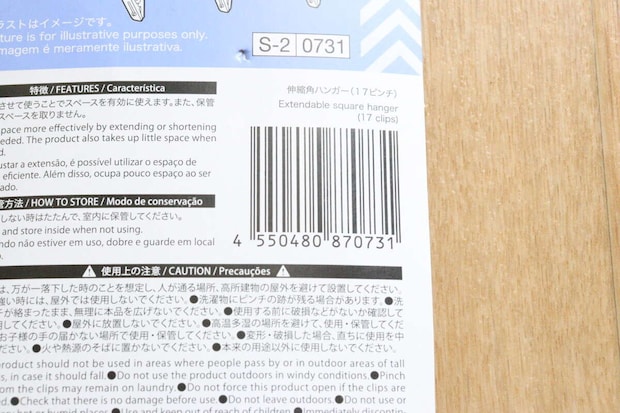 ラストはイメージです。
ture is for illustrative purposes only.
magem é meramente ilustrativa.
S-2 0731
特徴 / FEATURES / Característica
させて使うことでスペースを有効に使えます。また、保管
スペースを取りません。
space more effectively by extending or shortening
eeded. The product also takes up little space when
d.
ustar a extensão, é possível utilizar o espaço de
eficiente. Além disso, ocupa pouco espaço ao ser
ado.
管方法 / HOW TO STORE / Modo de conservação
しない時はたたんで、室内に保管してください。
and store inside when not using.
ndo não estiver em uso, dobre e guarde em local
o.
伸縮角ハンガー(17ピンチ)
Extendable square hanger
(17 clips)
4 550480 870731
使用上の注意 / CAUTION / Precauções
は、万が一落下した時のことを想定し、人が通る場所、高所建物の屋外を避けて設置してください。
強い時には、屋外では使用しないでください。●洗濯物にピンチの跡が残る場合があります。●洗
チが絡まったまま、無理に本品を広げないでください。●使用する前に破損などがないか確認して
●屋外に放置しないでください。●高温多湿の場所を避けて、使用・保管してくだ
お子様の手の届かない場所で使用・保管してください。●変形・破損した場合、直ちに使用を中
ださい。●火や熱源のそばに置かないでください。●本来の用途以外に使用しないでください。
product should not be used in areas where people pass by or in outdoor areas of tall
s, in case it should fall.●Do not use the product outdoors in windy conditions.●Pinch
om the clips may remain on laundry.●Do not force this product open if the clips are
d.●Check that there is no damage before use.●Do not leave outdoors.●Do not use or
ry hot or humid places.●Use and keep out of reach of children.●Immediately discontin